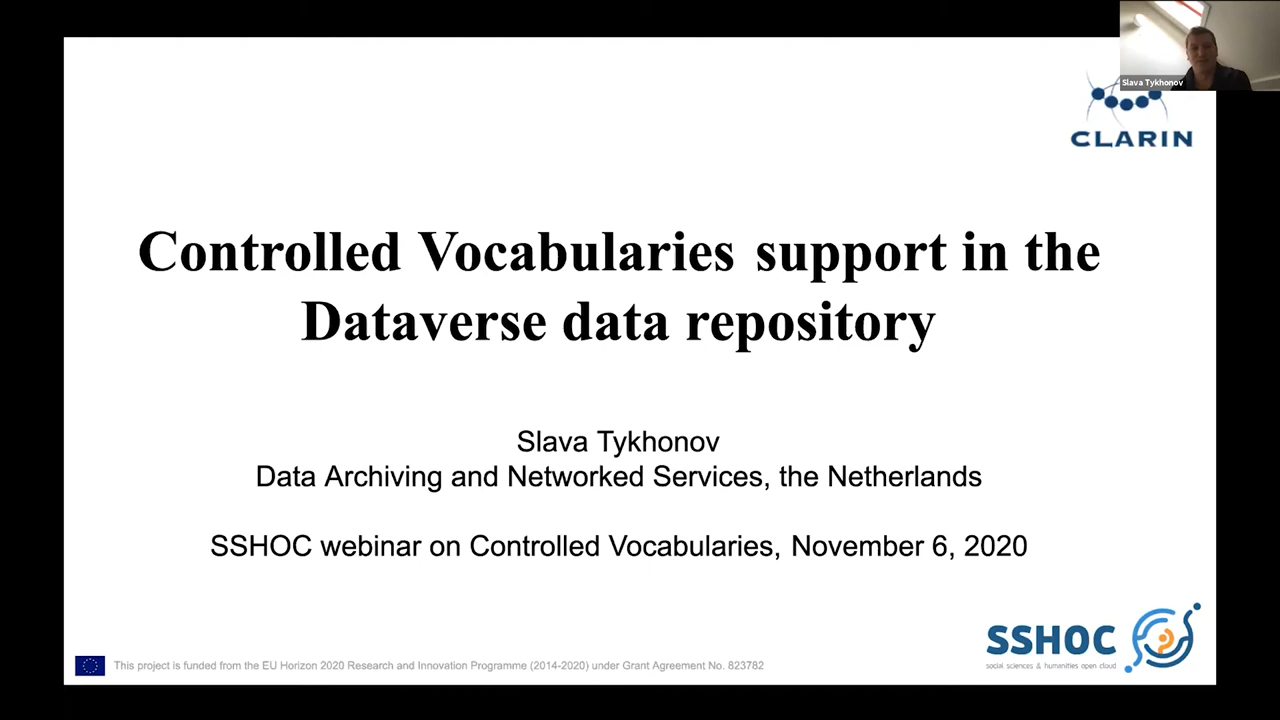 Slava Tykhonov
CLARIN
Controlled Vocabularies support in the
Dataverse data repository
Slava Tykhonov
Data Archiving and Networked Services, the Netherlands
SSHOC webinar on Controlled Vocabularies, November 6, 2020
SSHOC
social sciences & humanities open cloud
This project is funded from the EU Horizon 2020 Research and Innovation Programme (2014-2020) under Grant Agreement No. 823782